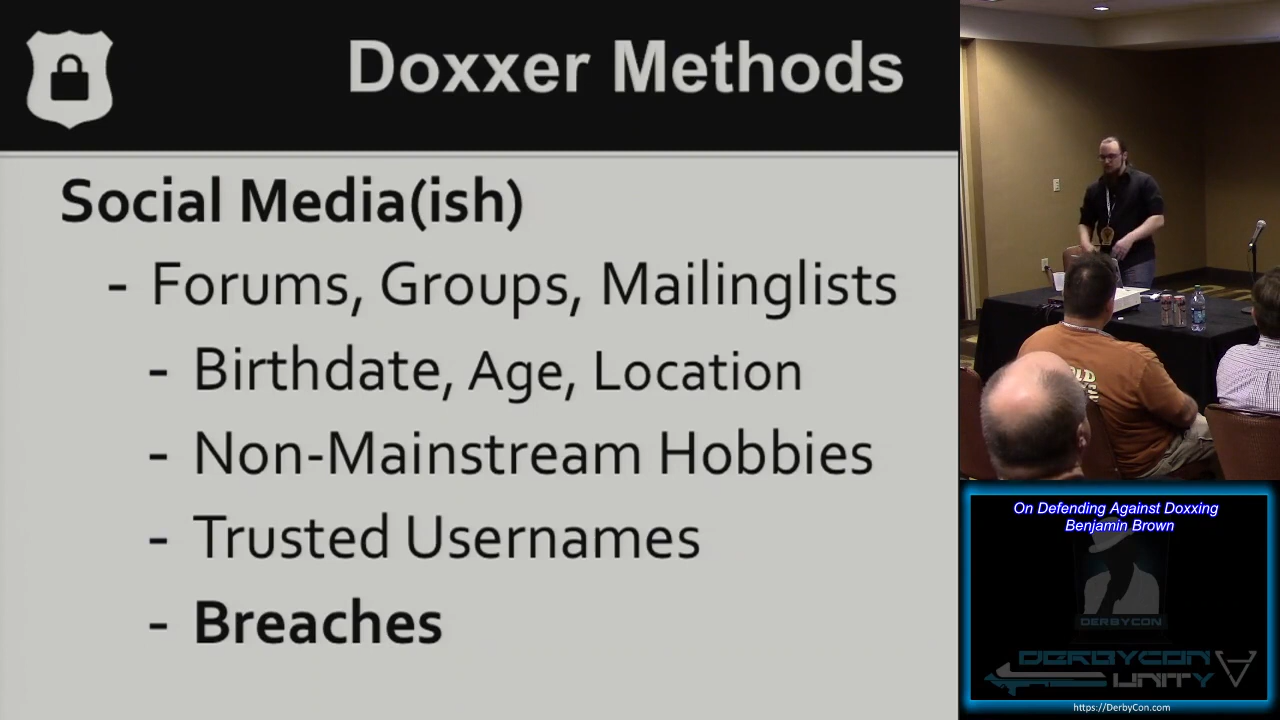 Doxxer Methods
Social Media(ish)
- Forums, Groups, Mailinglists
- Birthdate, Age, Location
- Non-Mainstream Hobbies
- Trusted Usernames
- Breaches
On Defending Against Doxxing
Benjamin Brown
DERBYCON
DERBYCON
UNITY
https://DerbyCon.com